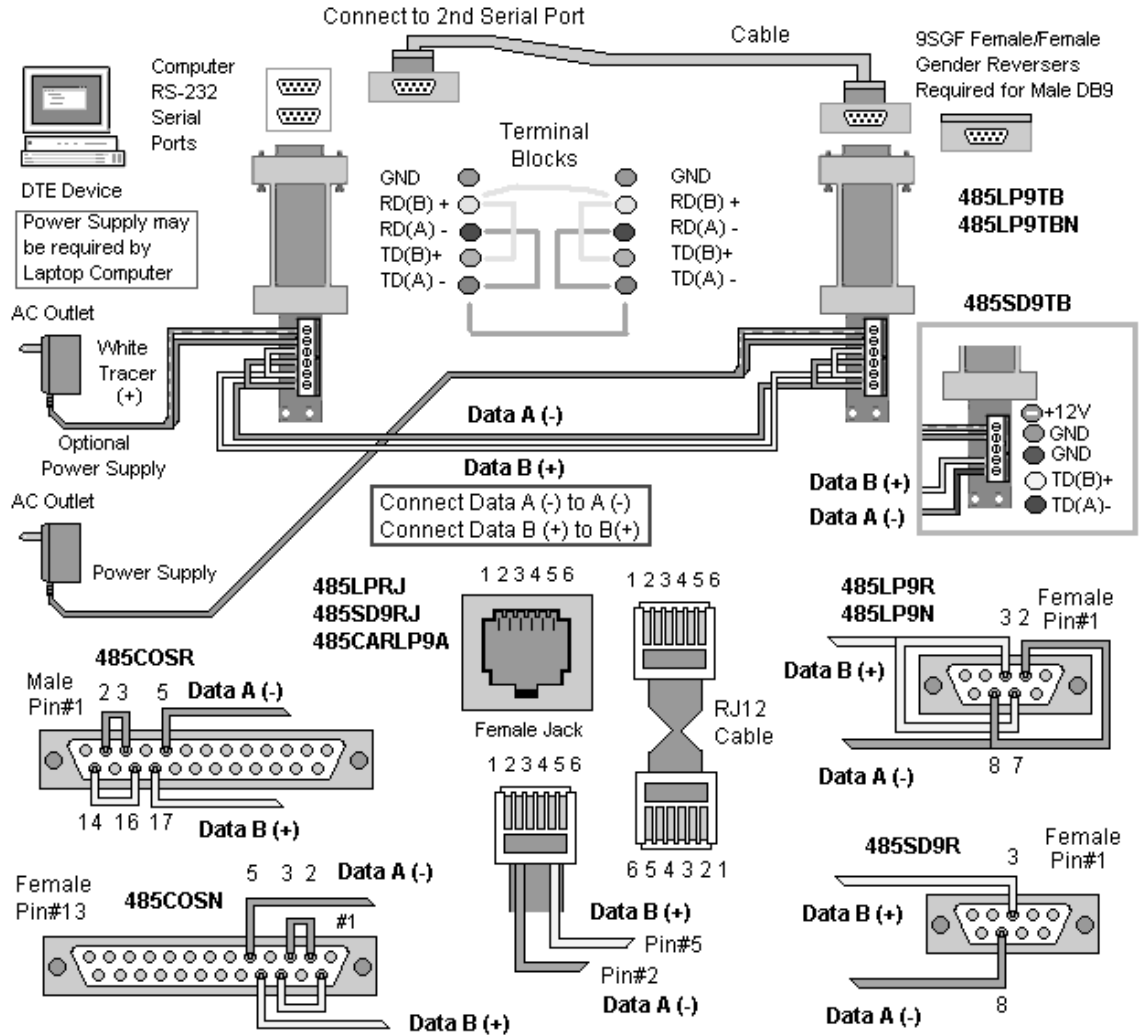 Connect to 2nd Serial Port
Cable
9SGF Female/Female
Gender Reversers
Required for Male DB9
Computer
RS-232
Serial
Ports
DTE Device
Power Supply may
be required by
Laptop Computer
Terminal
Blocks
GND
RD(B) +
RD(A) -
TD(B)+
TD(A) -
GND
RD(B) +
RD(A) -
TD(B)+
TD(A) -
485LP9TB
485LP9TBN
485SD9TB
+12V
GND
GND
TD(B)+
TD(A)-
Data B (+)
Data A (-)
AC Outlet
White
Tracer
(+)
Optional
Power Supply
Data A (-)
Data B (+)
Connect Data A (-) to A (-)
Connect Data B (+) to B(+)
AC Outlet
Power Supply
485LPRJ
485SD9RJ
485CARLP9A
1 2 3 4 5 6
Female Jack
1 2 3 4 5 6
RJ12
Cable
6 5 4 3 2 1
1 2 3 4 5 6
Data B (+)
Pin#5
Pin#2
Data A (-)
485LP9R
485LP9N
Female
Pin#1
3 2
Data B (+)
Data A (-)
8 7
485COSR
Male
Pin#1
2 3 5
Data A (-)
14 16 17
Data B (+)
Female
Pin#13
485COSN
5 3 2
Data A (-)
#1
Data B (+)
485SD9R
3
Female
Pin#1
Data B (+)
Data A (-)
8